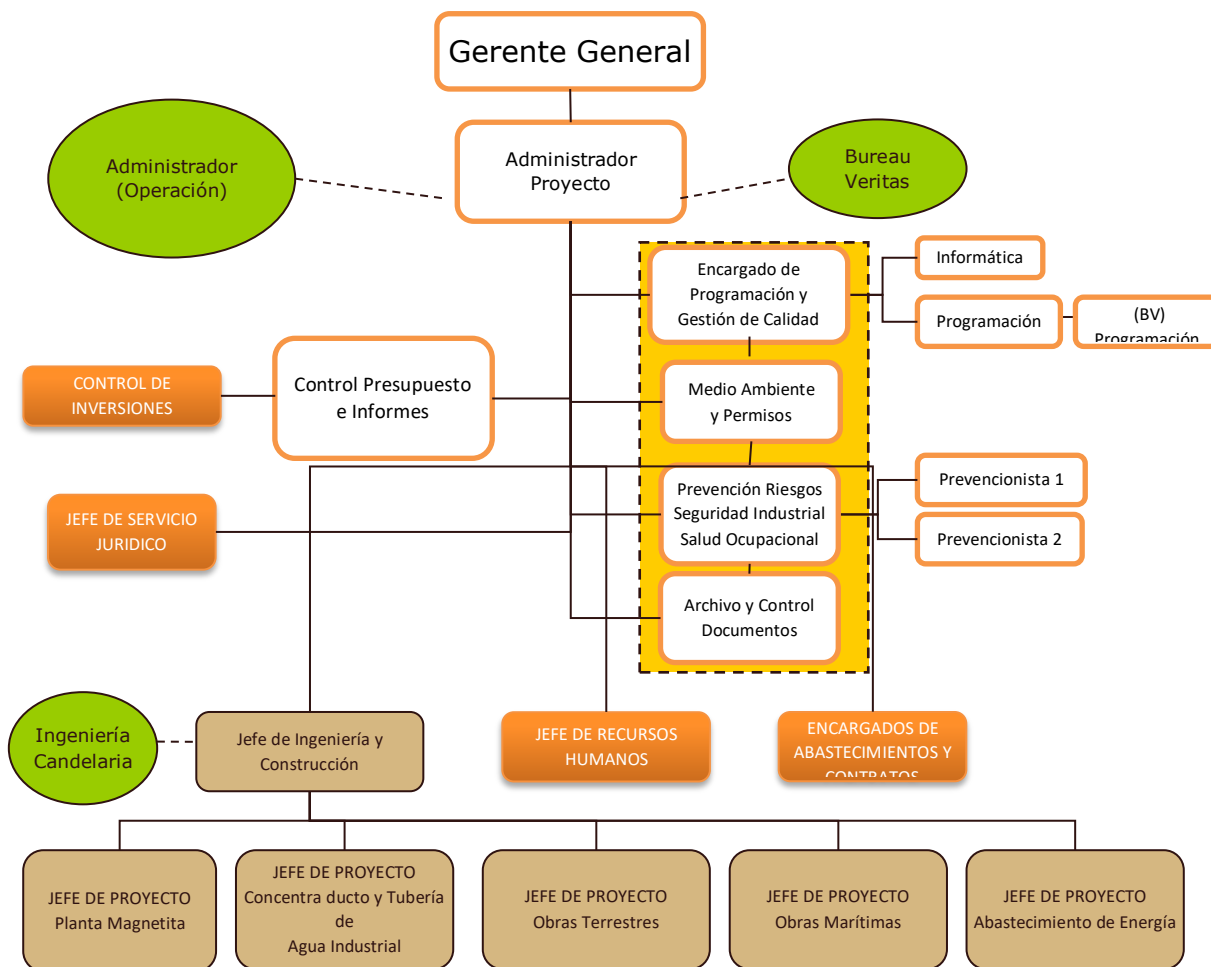 Gerente General
Administrador
Proyecto
Administrador
(Operación)
Bureau
Veritas
Encargado de
Programación y
Gestión de Calidad
Informática
Programación
(BV)
Programación
CONTROL DE
INVERSIONES
Control Presupuesto
e Informes
Medio Ambiente
y Permisos
Prevención Riesgos
Seguridad Industrial
Salud Ocupacional
Prevencionista 1
Prevencionista 2
JEFE DE SERVICIO
JURIDICO
Archivo y Control
Documentos
Ingeniería
Candelaria
Jefe de Ingeniería y
Construcción
JEFE DE RECURSOS
HUMANOS
ENCARGADOS DE
ABASTECIMIENTOS Y
CONTRATOS
JEFE DE PROYECTO
Planta Magnetita
JEFE DE PROYECTO
Concentra ducto y Tubería
de
Agua Industrial
JEFE DE PROYECTO
Obras Terrestres
JEFE DE PROYECTO
Obras Marítimas
JEFE DE PROYECTO
Abastecimiento de Energía